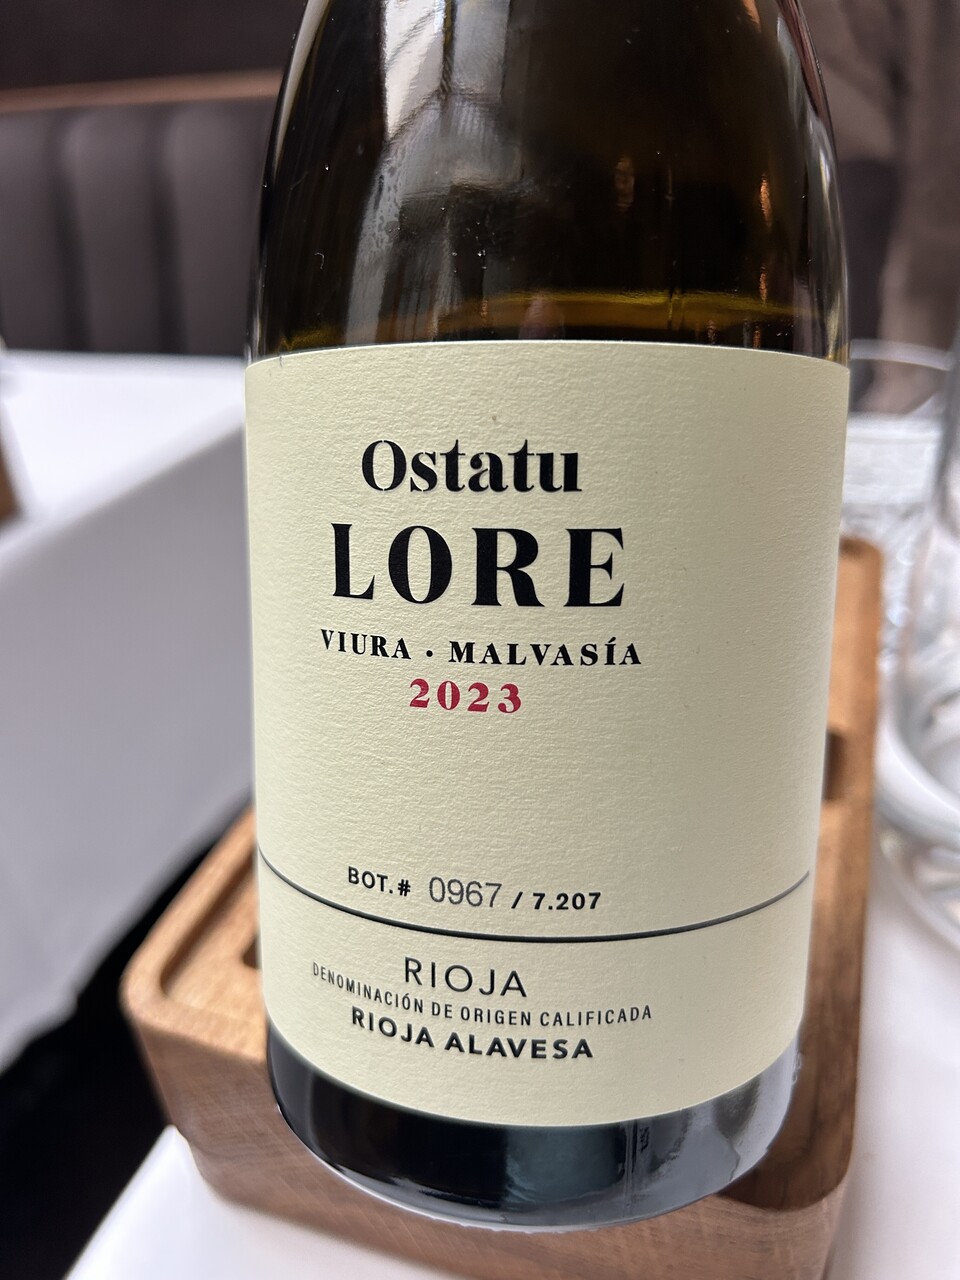 Ostatu
LORE
VIURA · MALVASÍA
2023
BOT.# 0967 / 7.207
RIOJA
DENOMINACIÓN DE ORIGEN CALIFICADA
RIOJA ALAVESA